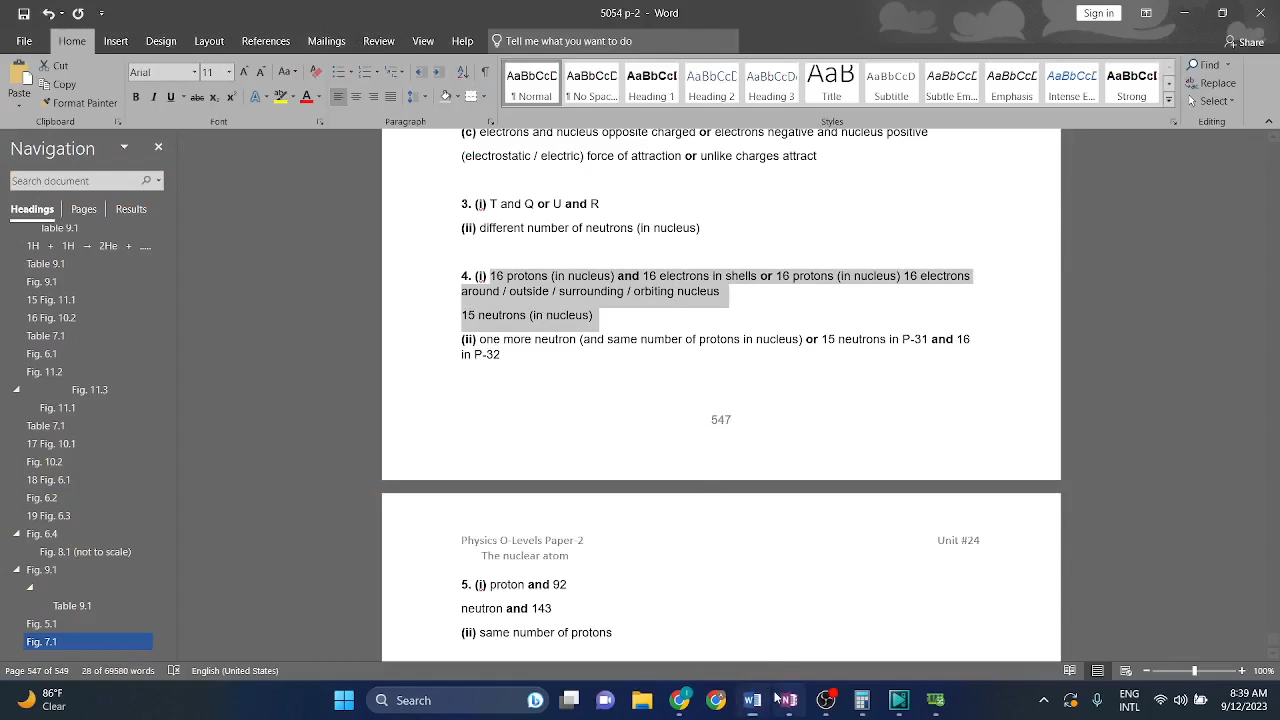 5054 p-2 - Word
Sign in
File Home Insert Design Layout References Mailings Review View Help Tell me what you want to do Share
Paste Cut Copy Format Painter
Clipboard
Arial 11
Font
Paragraph
AaBbCcD ¶ Normal
AaBbCcD ¶ No Spac...
AaBbCcI Heading 1
AaBbCcD Heading 2
AaBbCcD Heading 3
AaB Title
AaBbCcD Subtitle
AaBbCcD Subtle Em...
AaBbCcD Emphasis
AaBbCcD Intense E...
AaBbCcD Strong
Styles
Find
Replace
Select
Editing
Navigation
Search document
Headings Pages Results
Table 9.1
1H + 1H → 2He + .....
Table 9.1
Fig. 9.1
15 Fig. 11.1
16 Fig. 10.2
Table 7.1
Fig. 6.1
Fig. 11.2
Fig. 11.3
Fig. 11.1
Table 7.1
17 Fig. 10.1
Fig. 10.2
18 Fig. 6.1
Fig. 6.2
19 Fig. 6.3
Fig. 6.4
Fig. 8.1 (not to scale)
Fig. 9.1
Table 9.1
Fig. 5.1
Fig. 7.1
(c) electrons and nucleus opposite charged or electrons negative and nucleus positive
(electrostatic / electric) force of attraction or unlike charges attract
3. (i) T and Q or U and R
(ii) different number of neutrons (in nucleus)
4. (i) 16 protons (in nucleus) and 16 electrons in shells or 16 protons (in nucleus) 16 electrons
around / outside / surrounding / orbiting nucleus
15 neutrons (in nucleus)
(ii) one more neutron (and same number of protons in nucleus) or 15 neutrons in P-31 and 16
in P-32
547
Physics O-Levels Paper-2 Unit #24
The nuclear atom
5. (i) proton and 92
neutron and 143
(ii) same number of protons
Page 547 of 549 28 of 69580 words English (United States) 100%
86°F
Clear
Search
ENG
INTL
8:39 AM
9/12/2023